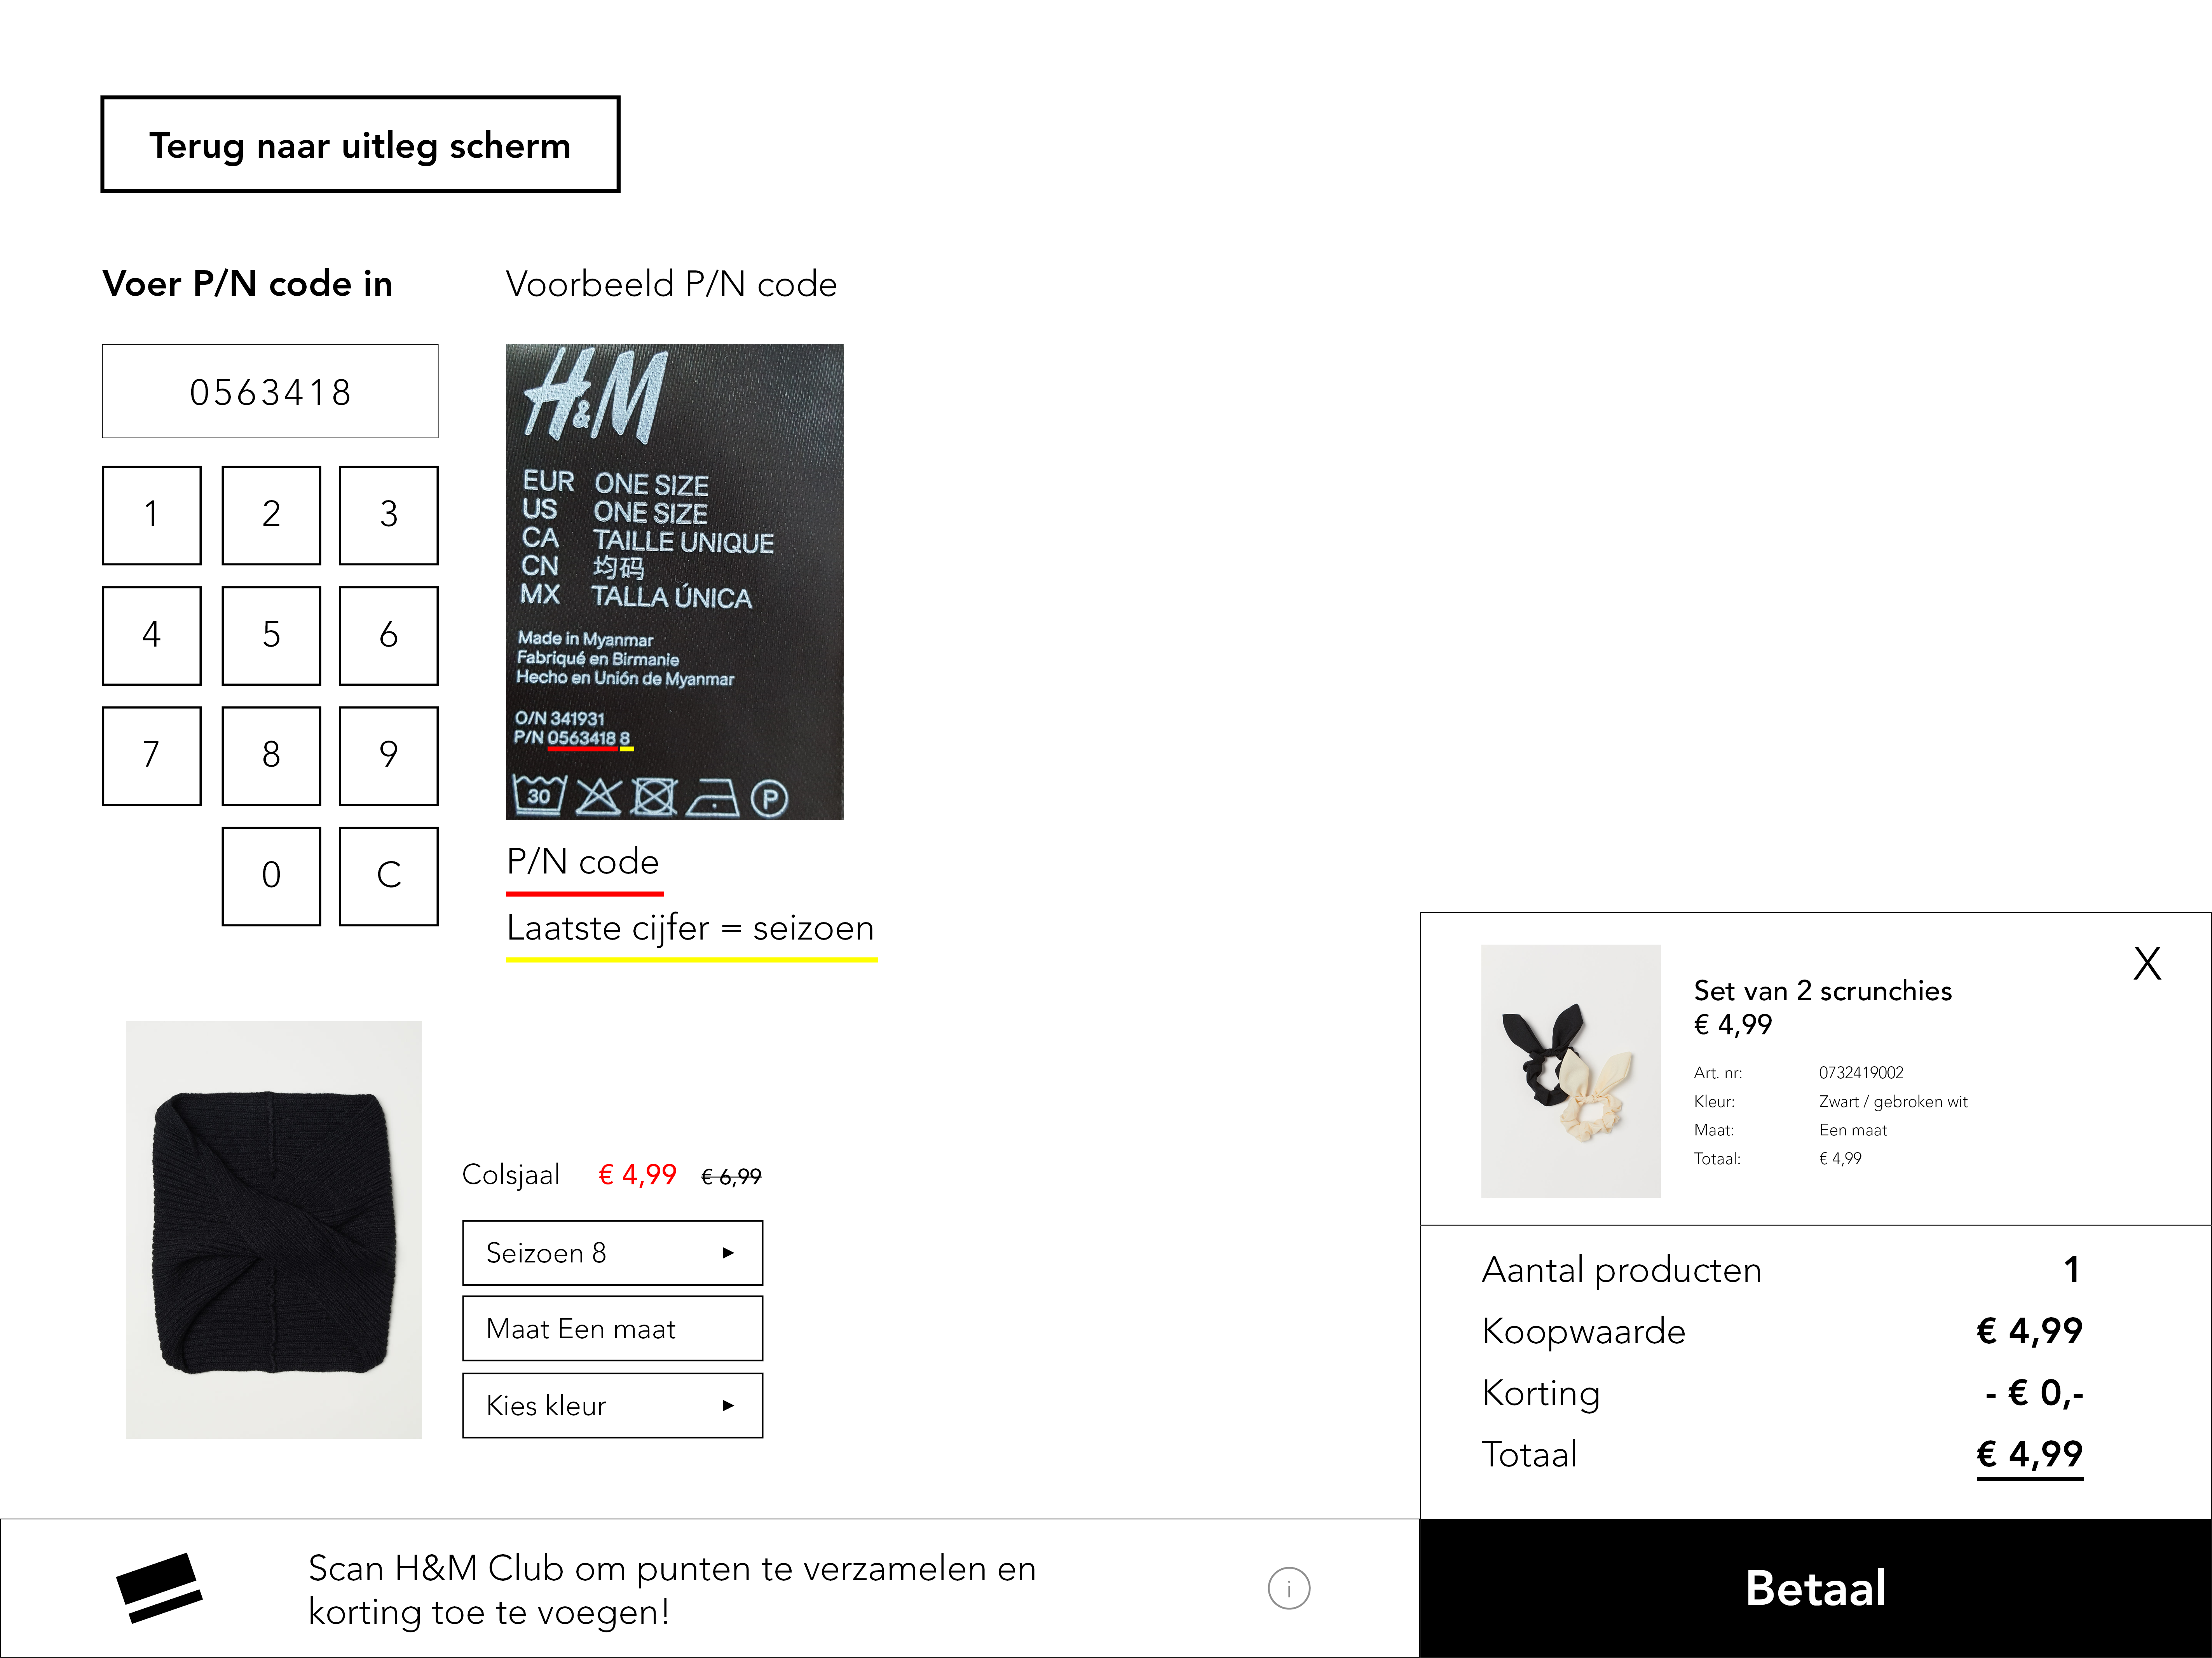 Terug naar uitleg scherm
Voer P/N code in
0563418
1 2 3
4 5 6
7 8 9
0 C
Voorbeeld P/N code
H&M
EUR ONE SIZE
US ONE SIZE
CA TAILLE UNIQUE
CN 均码
MX TALLA ÚNICA
Made in Myanmar
Fabriqué en Birmanie
Hecho en Unión de Myanmar
O/N 341931
P/N 0563418 8
30 P
P/N code
Laatste cijfer = seizoen
Colsjaal € 4,99 € 6,99
Seizoen 8
Maat Een maat
Kies kleur
X
Set van 2 scrunchies
€ 4,99
Art. nr: 0732419002
Kleur: Zwart / gebroken wit
Maat: Een maat
Totaal: € 4,99
Aantal producten 1
Koopwaarde € 4,99
Korting - € 0,-
Totaal € 4,99
Scan H&M Club om punten te verzamelen en
korting toe te voegen!
i
Betaal